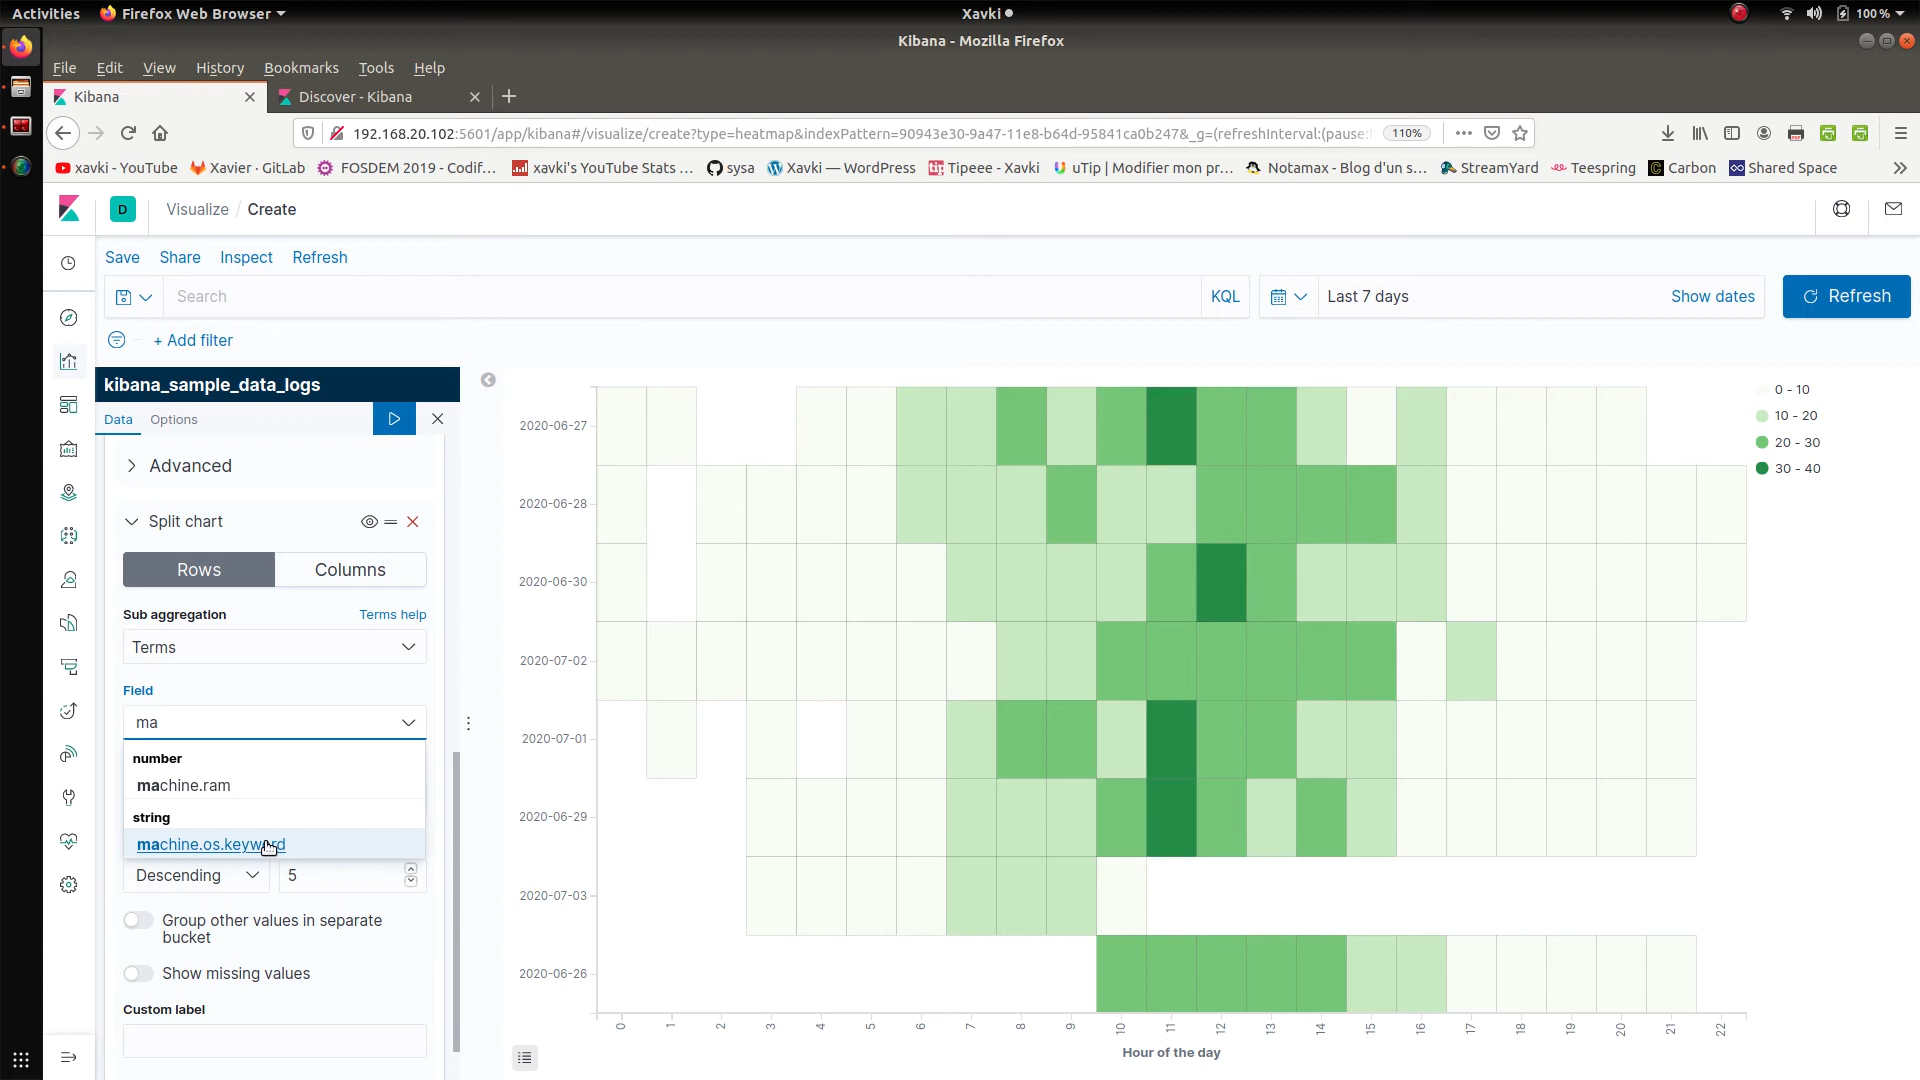 Activities
Firefox Web Browser
Xavki
100 %
Kibana - Mozilla Firefox
File Edit View History Bookmarks Tools Help
Kibana
Discover - Kibana
192.168.20.102:5601/app/kibana#/visualize/create?type=heatmap&indexPattern=90943e30-9a47-11e8-b64d-95841ca0b247&_g=(refreshInterval:(pause:
110%
xavki - YouTube
Xavier · GitLab
FOSDEM 2019 - Codif…
xavki's YouTube Stats …
sysa
Xavki — WordPress
Tipeee - Xavki
uTip | Modifier mon pr…
Notamax - Blog d'un s…
StreamYard
Teespring
Carbon
Shared Space
D
Visualize / Create
Save Share Inspect Refresh
Search
KQL
Last 7 days
Show dates
Refresh
+ Add filter
kibana_sample_data_logs
Data Options
Advanced
Split chart
Rows
Columns
Sub aggregation
Terms help
Terms
Field
ma
number
machine.ram
string
machine.os.keyword
Descending
5
Group other values in separate
bucket
Show missing values
Custom label
2020-06-27
2020-06-28
2020-06-30
2020-07-02
2020-07-01
2020-06-29
2020-07-03
2020-06-26
0 1 2 3 4 5 6 7 8 9 10 11 12 13 14 15 16 17 18 19 20 21 22
Hour of the day
0 - 10
10 - 20
20 - 30
30 - 40